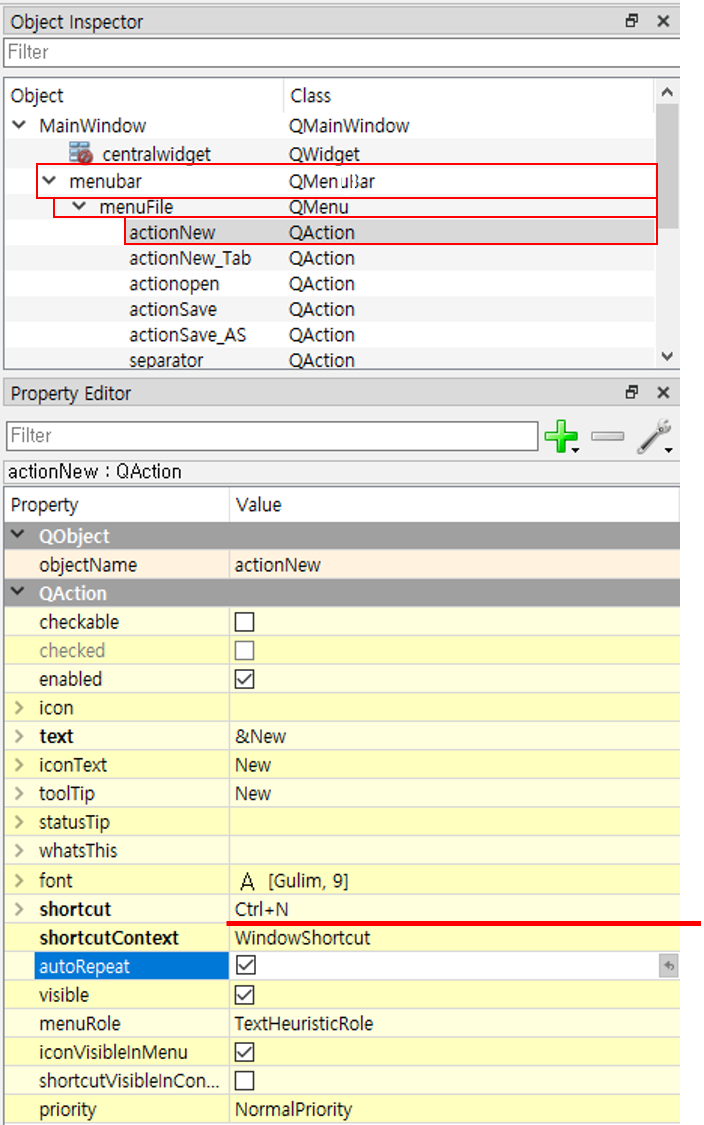 Object Inspector
Filter
Object Class
MainWindow QMainWindow
centralwidget QWidget
menubar QMenuBar
menuFile QMenu
actionNew QAction
actionNew_Tab QAction
actionopen QAction
actionSave QAction
actionSave_AS QAction
separator QAction
Property Editor
Filter
actionNew : QAction
Property Value
QObject
objectName actionNew
QAction
checkable
checked
enabled
icon
text &New
iconText New
toolTip New
statusTip
whatsThis
font A [Gulim, 9]
shortcut Ctrl+N
shortcutContext WindowShortcut
autoRepeat
visible
menuRole TextHeuristicRole
iconVisibleInMenu
shortcutVisibleInCon...
priority NormalPriority